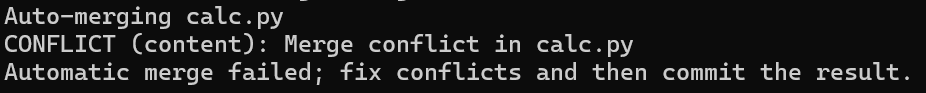 Auto-merging calc.py
CONFLICT (content): Merge conflict in calc.py
Automatic merge failed; fix conflicts and then commit the result.